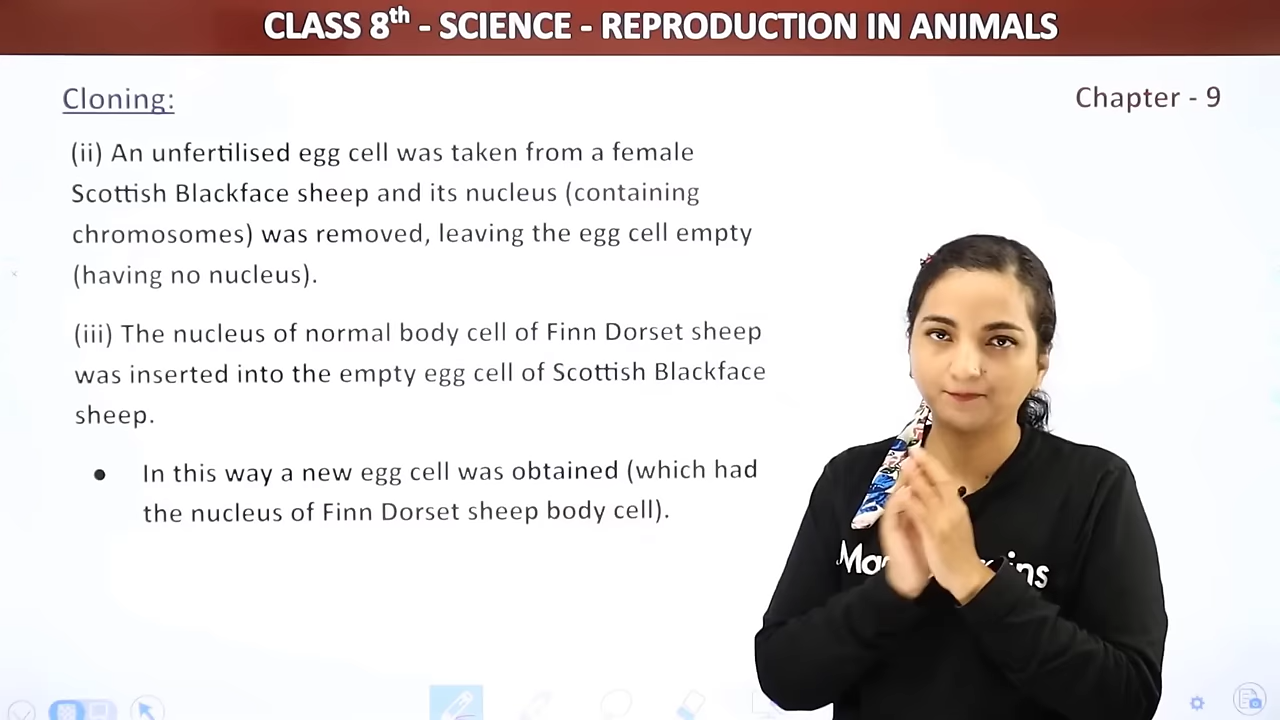 CLASS 8th - SCIENCE - REPRODUCTION IN ANIMALS
Cloning:
Chapter - 9
(ii) An unfertilised egg cell was taken from a female
Scottish Blackface sheep and its nucleus (containing
chromosomes) was removed, leaving the egg cell empty
(having no nucleus).
(iii) The nucleus of normal body cell of Finn Dorset sheep
was inserted into the empty egg cell of Scottish Blackface
sheep.
In this way a new egg cell was obtained (which had
the nucleus of Finn Dorset sheep body cell).